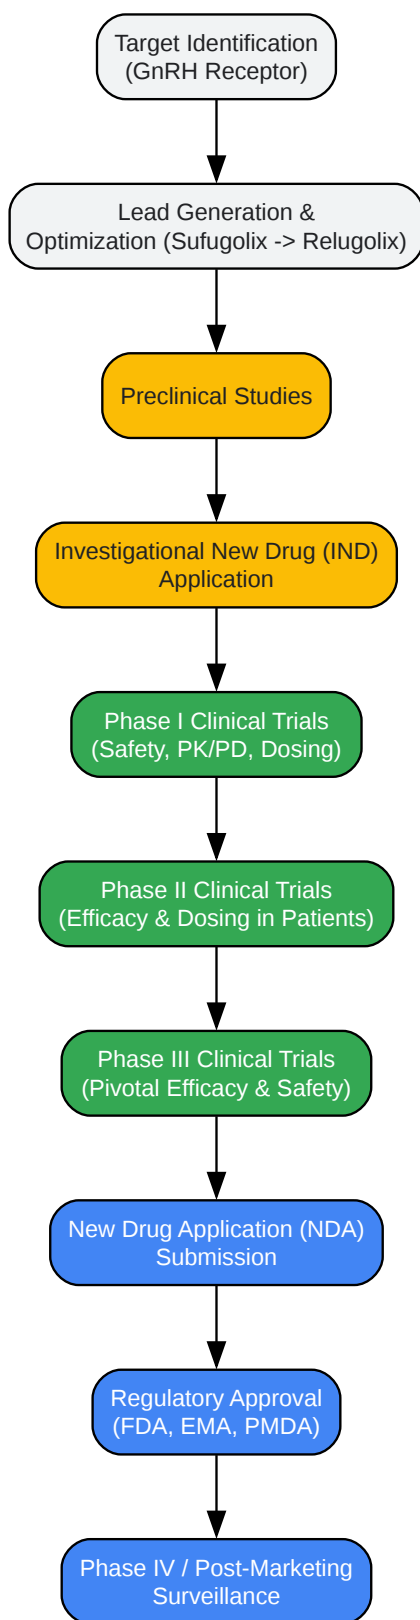 Target Identification
(GnRH Receptor)
Lead Generation &
Optimization (Sufugolix -> Relugolix)
Preclinical Studies
Investigational New Drug (IND)
Application
Phase I Clinical Trials
(Safety, PK/PD, Dosing)
Phase II Clinical Trials
(Efficacy & Dosing in Patients)
Phase III Clinical Trials
(Pivotal Efficacy & Safety)
New Drug Application (NDA)
Submission
Regulatory Approval
(FDA, EMA, PMDA)
Phase IV / Post-Marketing
Surveillance